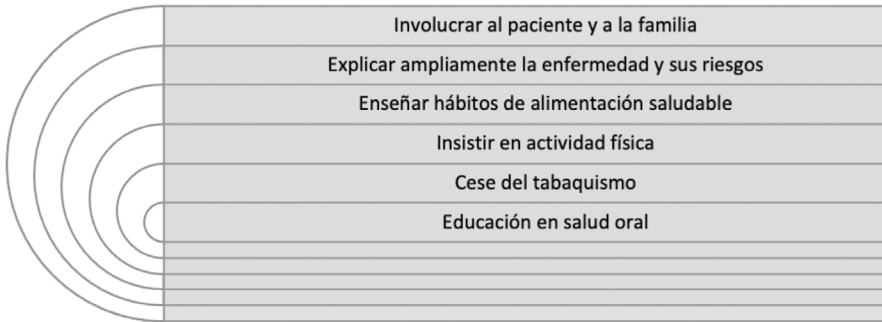 Involucrar al paciente y a la familia
Explicar ampliamente la enfermedad y sus riesgos
Enseñar hábitos de alimentación saludable
Insistir en actividad física
Cese del tabaquismo
Educación en salud oral